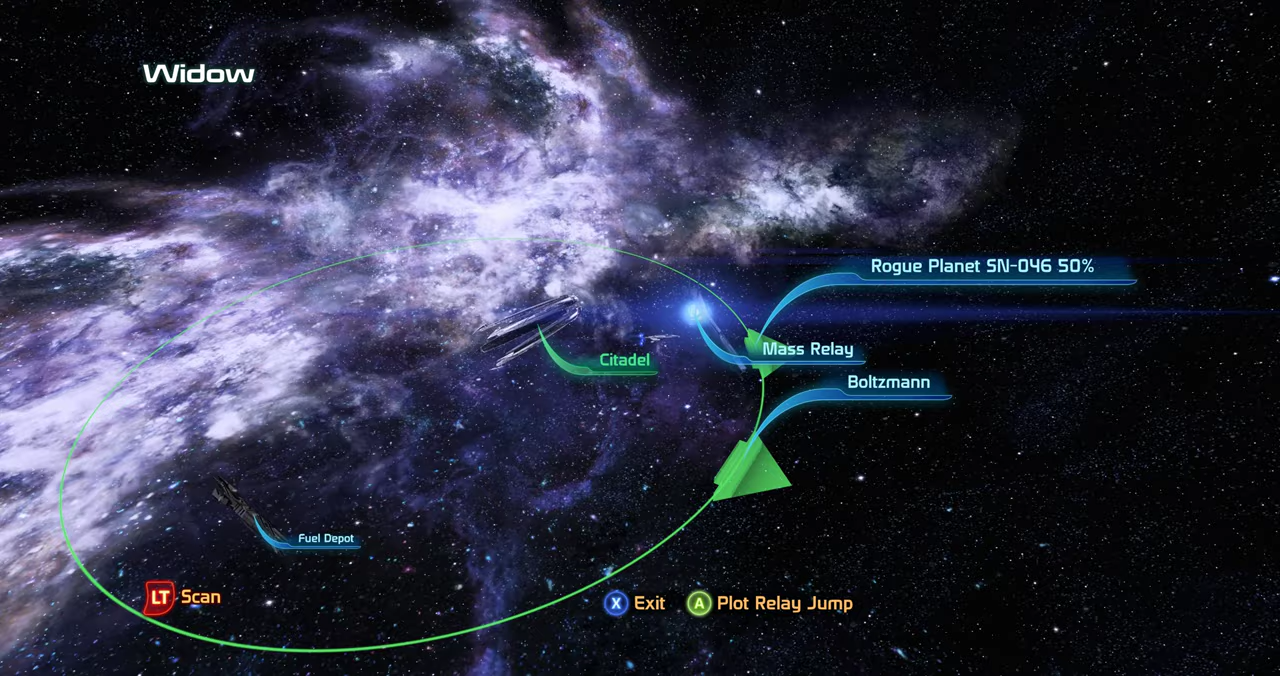 Widow
Rogue Planet SN-046 50%
Mass Relay
Citadel
Boltzmann
Fuel Depot
LT Scan
X Exit A Plot Relay Jump